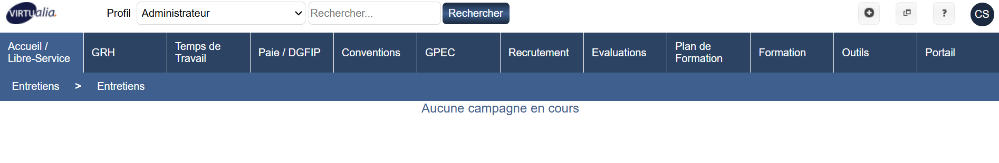 VIRTUalia.
Profil Administrateur Rechercher... Rechercher ? CS
Accueil /
Libre-Service
GRH
Temps de
Travail
Paie / DGFIP
Conventions
GPEC
Recrutement
Evaluations
Plan de
Formation
Formation
Outils
Portail
Entretiens > Entretiens
Aucune campagne en cours